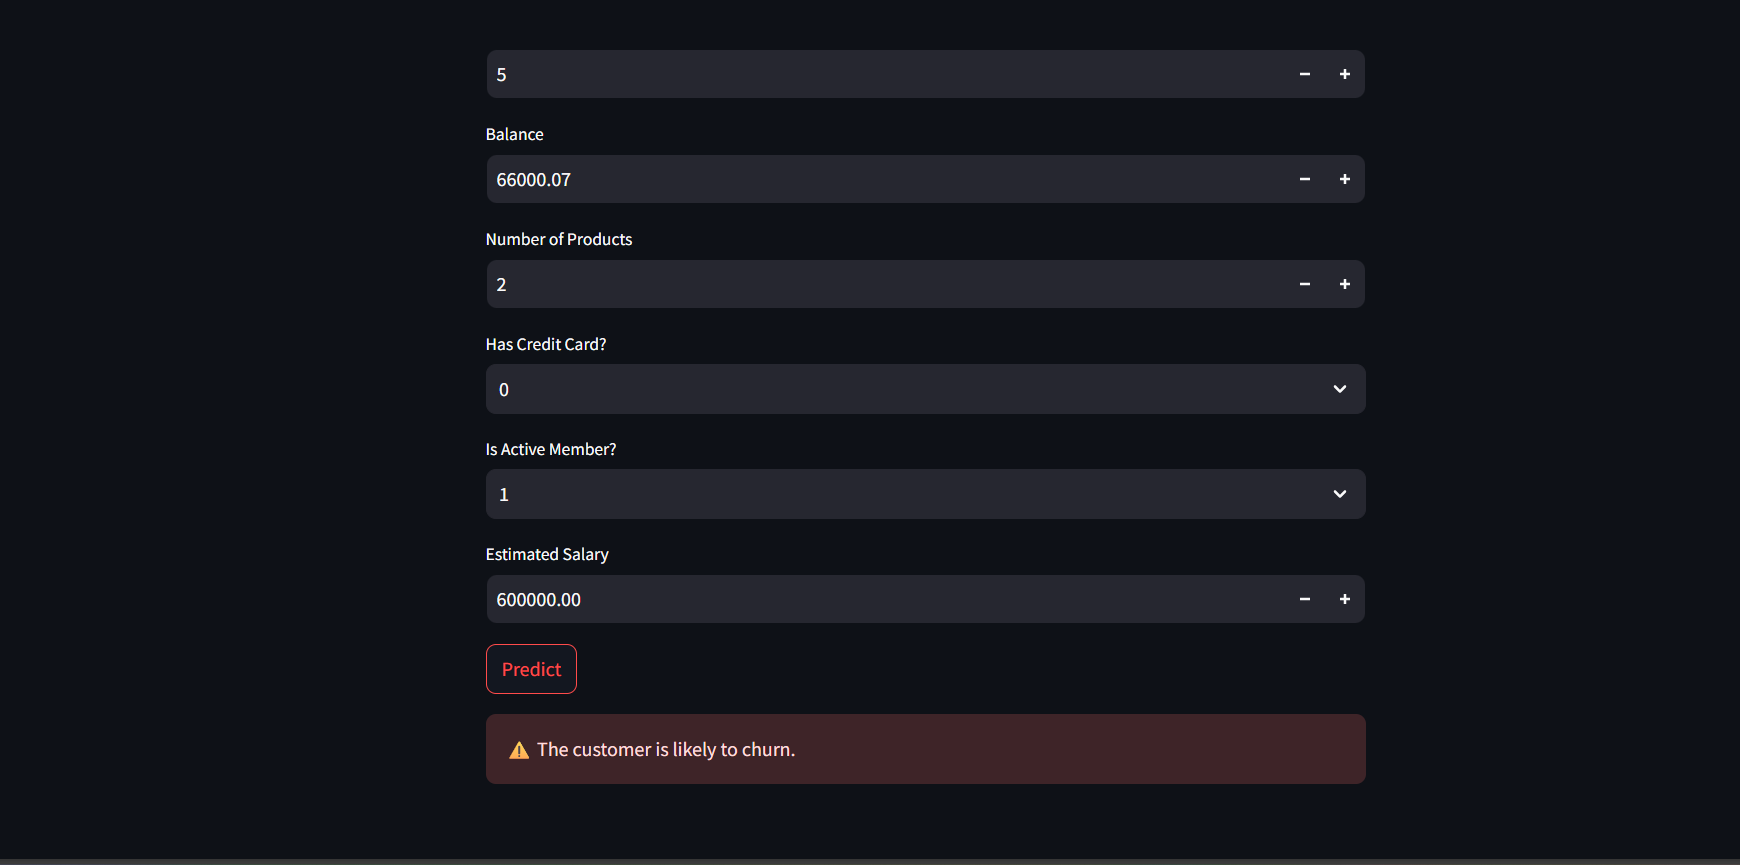 5
Balance
66000.07
Number of Products
2
Has Credit Card?
0
Is Active Member?
1
Estimated Salary
600000.00
Predict
The customer is likely to churn.